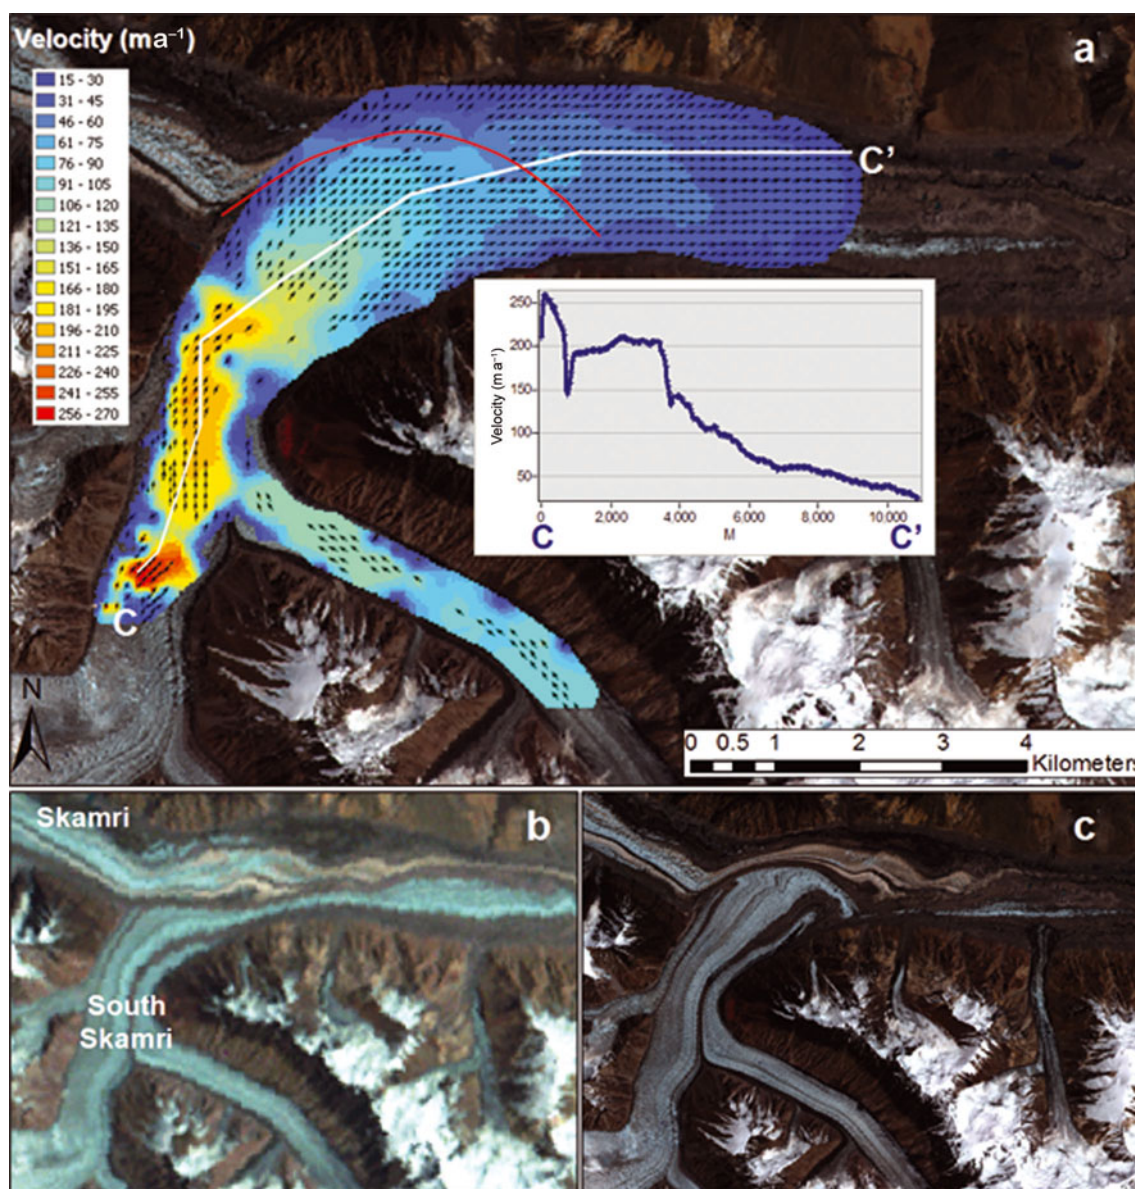 Velocity (ma⁻¹)
a
15 - 30
31 - 45
46 - 60
61 - 75
76 - 90
91 - 105
106 - 120
121 - 135
136 - 150
151 - 165
166 - 180
181 - 195
196 - 210
211 - 225
226 - 240
241 - 255
256 - 270
C'
Velocity (m a⁻¹)
250
200
150
100
50
0
2,000
4,000
6,000
8,000
10,000
M
C
C'
C
N
0 0.5 1 2 3 4
Kilometers
Skamri
b
South
Skamri
c